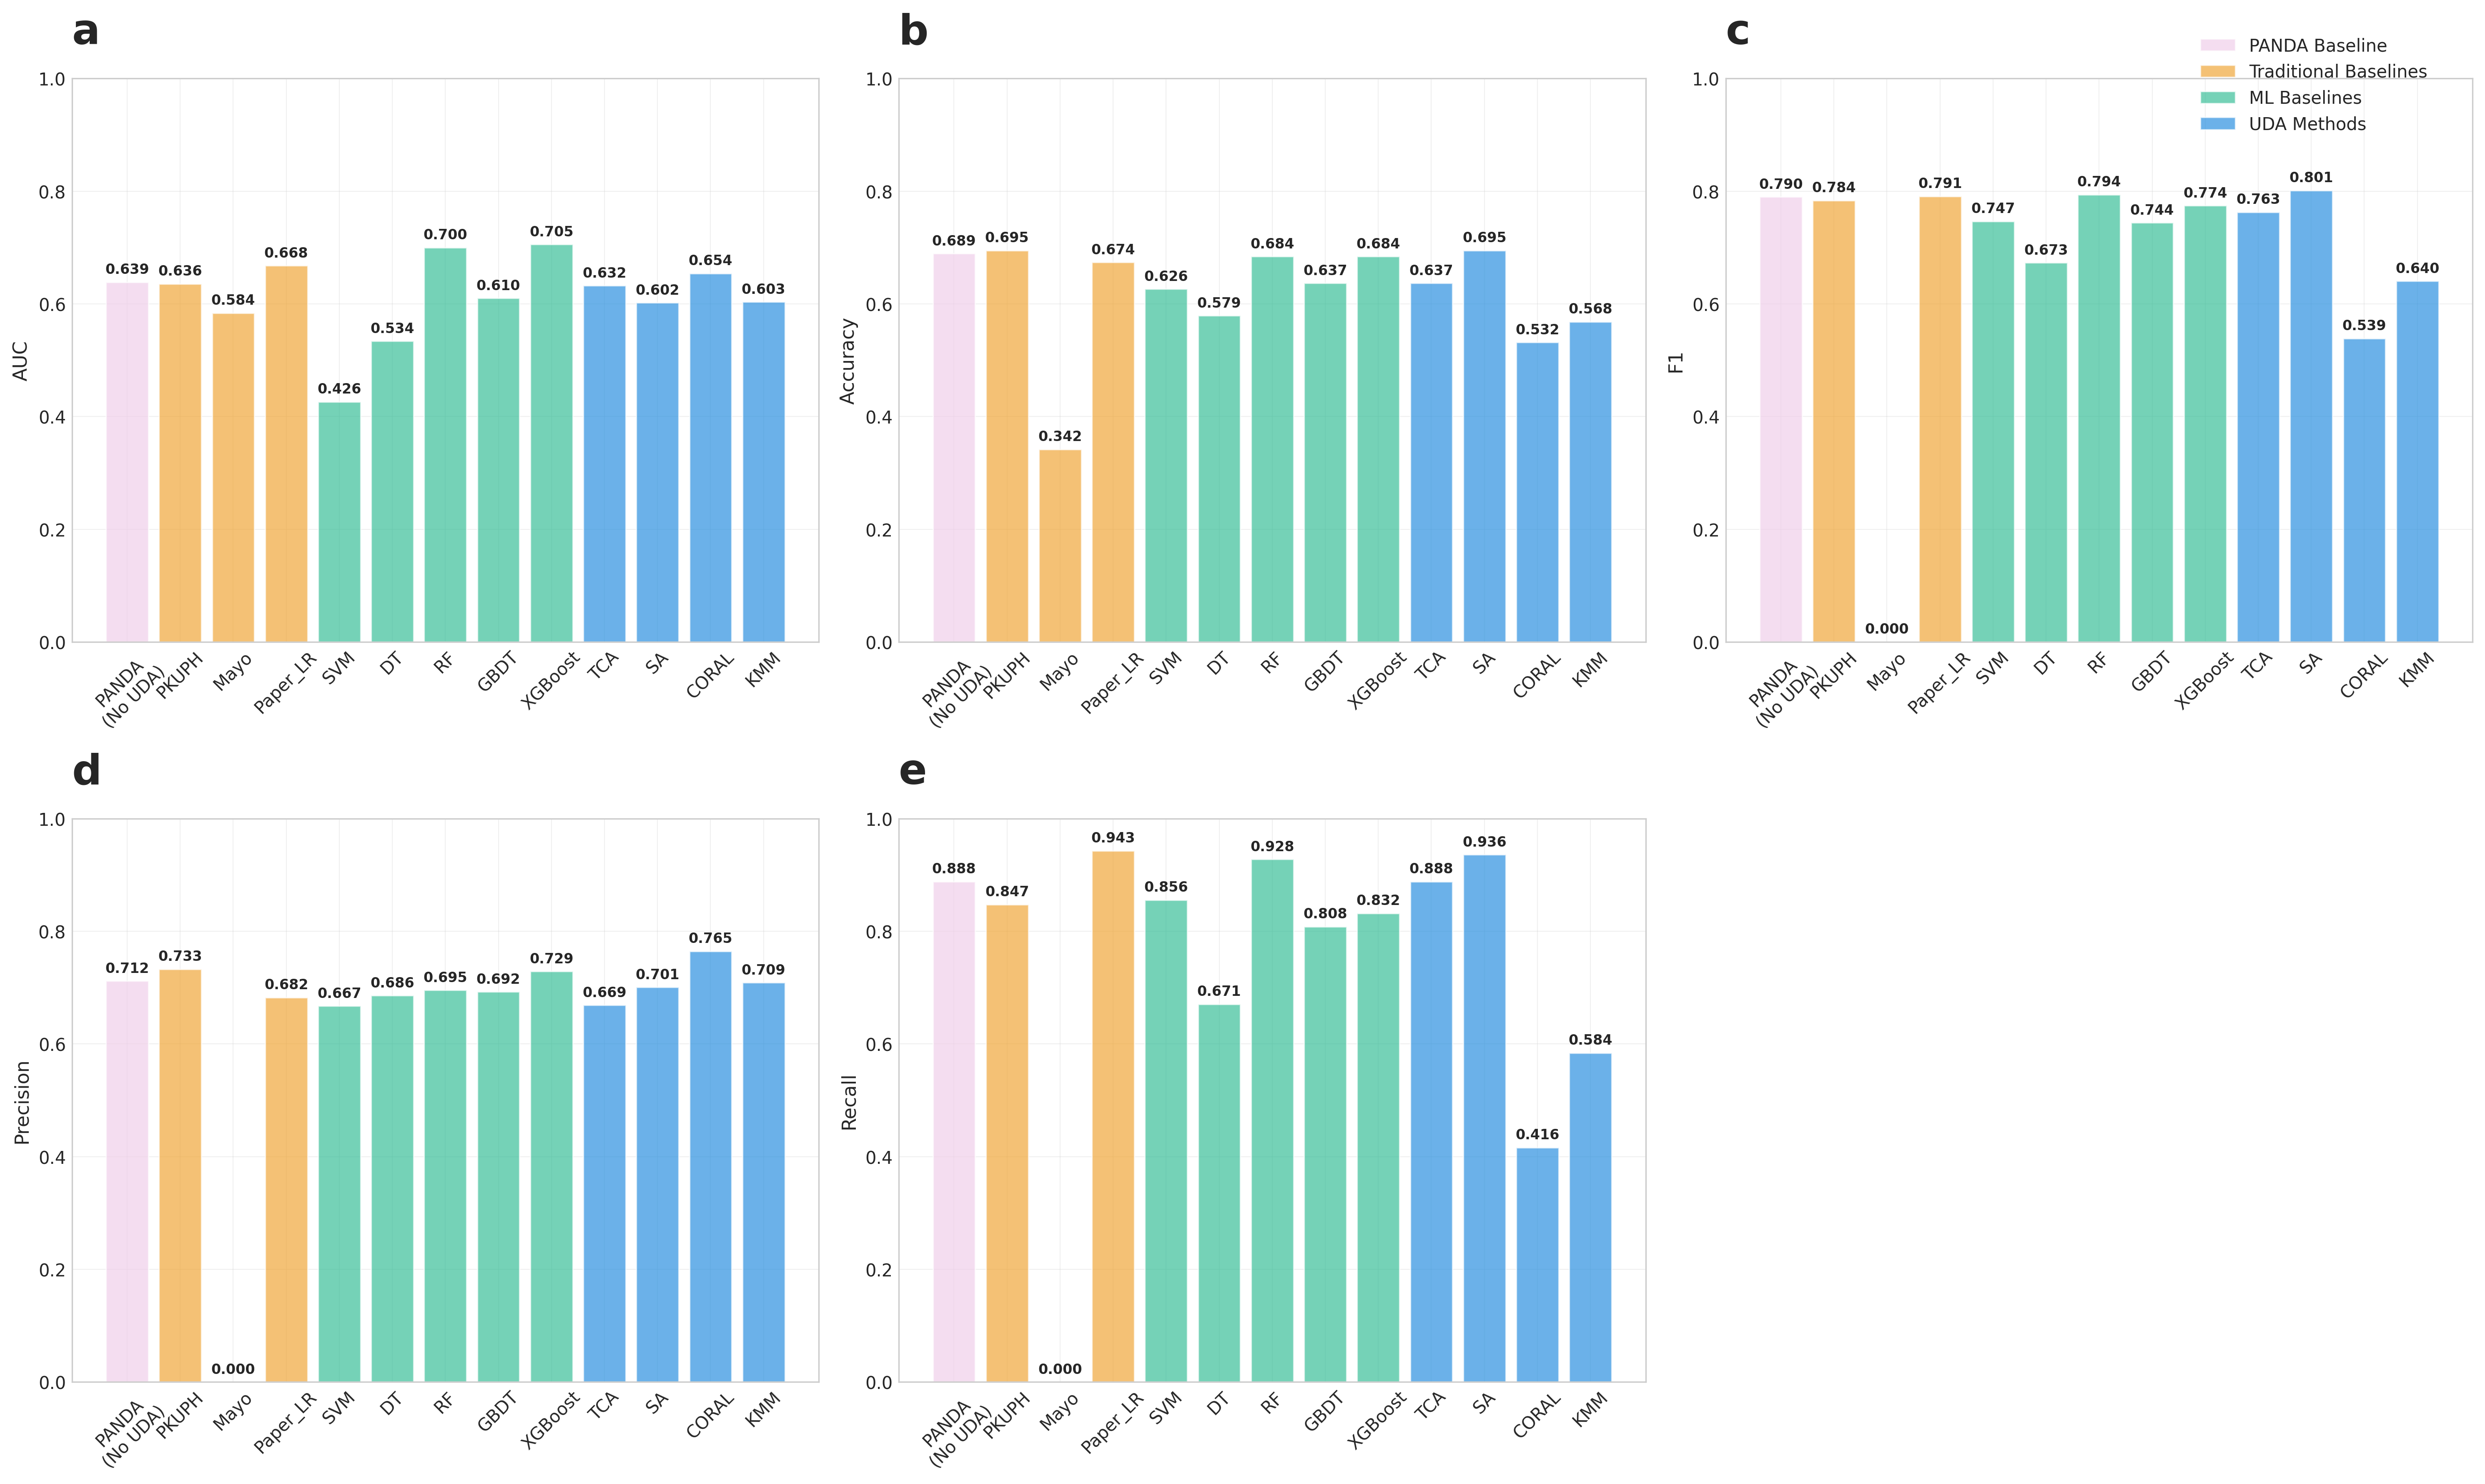 a
1.0
0.8
0.6
0.4
0.2
0.0
AUC
0.639
0.636
0.584
0.668
0.426
0.534
0.700
0.610
0.705
0.632
0.602
0.654
0.603
PANDA
(No UDA)
PKUPH
Mayo
Paper_LR
SVM
DT
RF
GBDT
XGBoost
TCA
SA
CORAL
KMM
b
1.0
0.8
0.6
0.4
0.2
0.0
Accuracy
0.689
0.695
0.342
0.674
0.626
0.579
0.684
0.637
0.684
0.637
0.695
0.532
0.568
PANDA
(No UDA)
PKUPH
Mayo
Paper_LR
SVM
DT
RF
GBDT
XGBoost
TCA
SA
CORAL
KMM
c
PANDA Baseline
Traditional Baselines
ML Baselines
UDA Methods
1.0
0.8
0.6
0.4
0.2
0.0
F1
0.790
0.784
0.000
0.791
0.747
0.673
0.794
0.744
0.774
0.763
0.801
0.539
0.640
PANDA
(No UDA)
PKUPH
Mayo
Paper_LR
SVM
DT
RF
GBDT
XGBoost
TCA
SA
CORAL
KMM
d
1.0
0.8
0.6
0.4
0.2
0.0
Precision
0.712
0.733
0.000
0.682
0.667
0.686
0.695
0.692
0.729
0.669
0.701
0.765
0.709
PANDA
(No UDA)
PKUPH
Mayo
Paper_LR
SVM
DT
RF
GBDT
XGBoost
TCA
SA
CORAL
KMM
e
1.0
0.8
0.6
0.4
0.2
0.0
Recall
0.888
0.847
0.000
0.943
0.856
0.671
0.928
0.808
0.832
0.888
0.936
0.416
0.584
PANDA
(No UDA)
PKUPH
Mayo
Paper_LR
SVM
DT
RF
GBDT
XGBoost
TCA
SA
CORAL
KMM